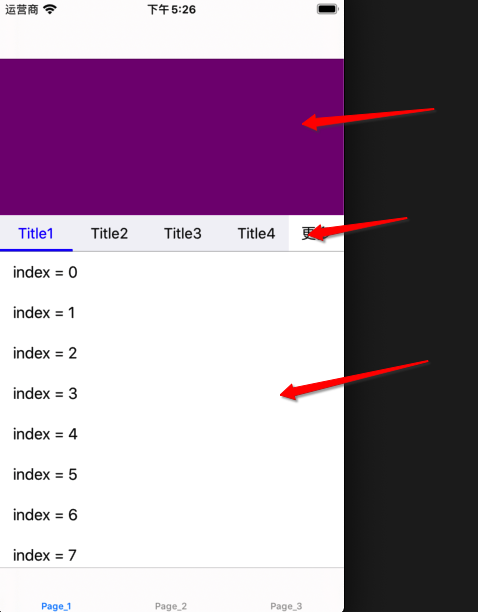 运营商 下午5:26
Title1 Title2 Title3 Title4 更
index = 0
index = 1
index = 2
index = 3
index = 4
index = 5
index = 6
index = 7
Page_1 Page_2 Page_3